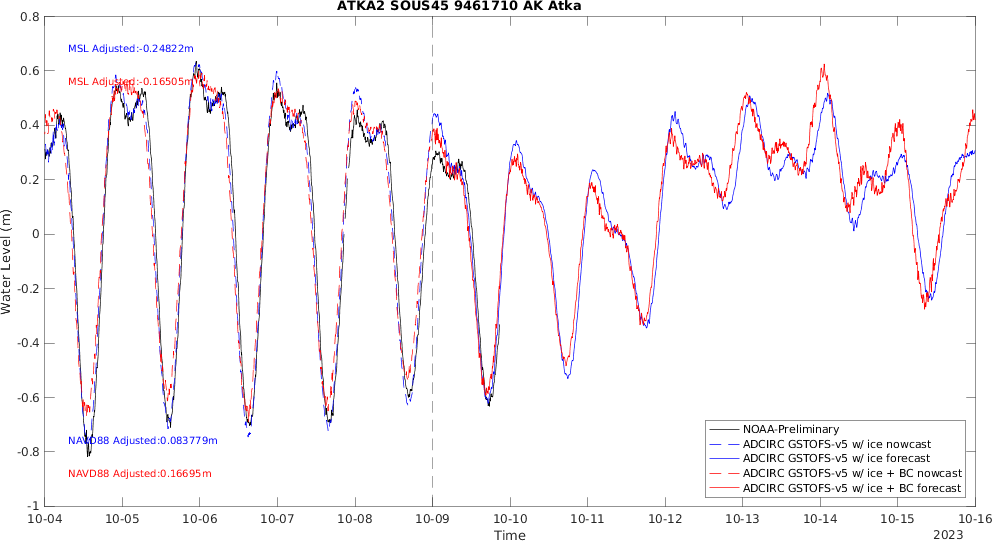 ATKA2 SOUS45 9461710 AK Atka
0.8
0.6
0.4
0.2
0
-0.2
-0.4
-0.6
-0.8
-1
Water Level (m)
MSL Adjusted:-0.24822m
MSL Adjusted:-0.16505m
NAVD88 Adjusted:0.083779m
NAVD88 Adjusted:0.16695m
NOAA-Preliminary
ADCIRC GSTOFS-v5 w/ ice nowcast
ADCIRC GSTOFS-v5 w/ ice forecast
ADCIRC GSTOFS-v5 w/ ice + BC nowcast
ADCIRC GSTOFS-v5 w/ ice + BC forecast
10-04 10-05 10-06 10-07 10-08 10-09 10-10 10-11 10-12 10-13 10-14 10-15 10-16
Time
2023